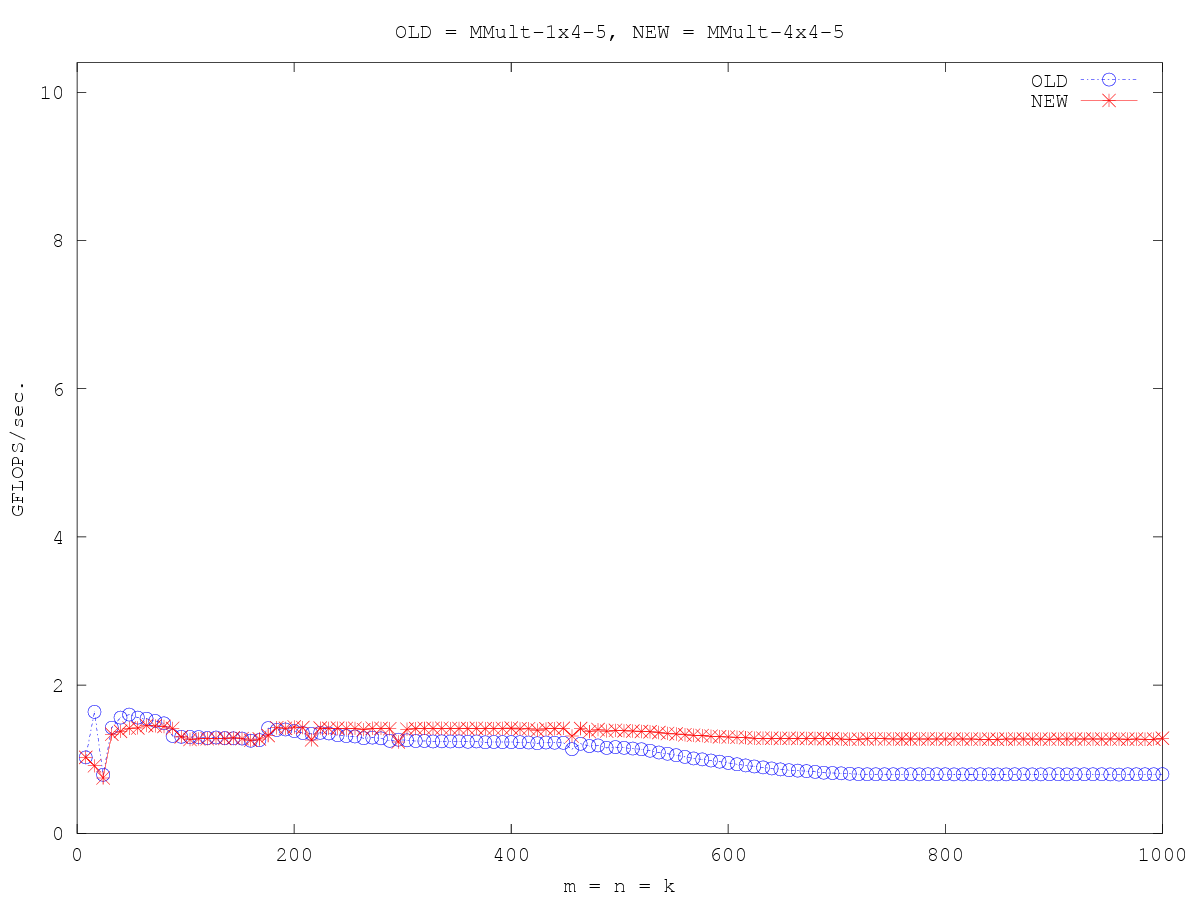 OLD = MMult-1x4-5, NEW = MMult-4x4-5
OLD
NEW
10
8
6
4
2
0
GFLOPS/sec.
0 200 400 600 800 1000
m = n = k